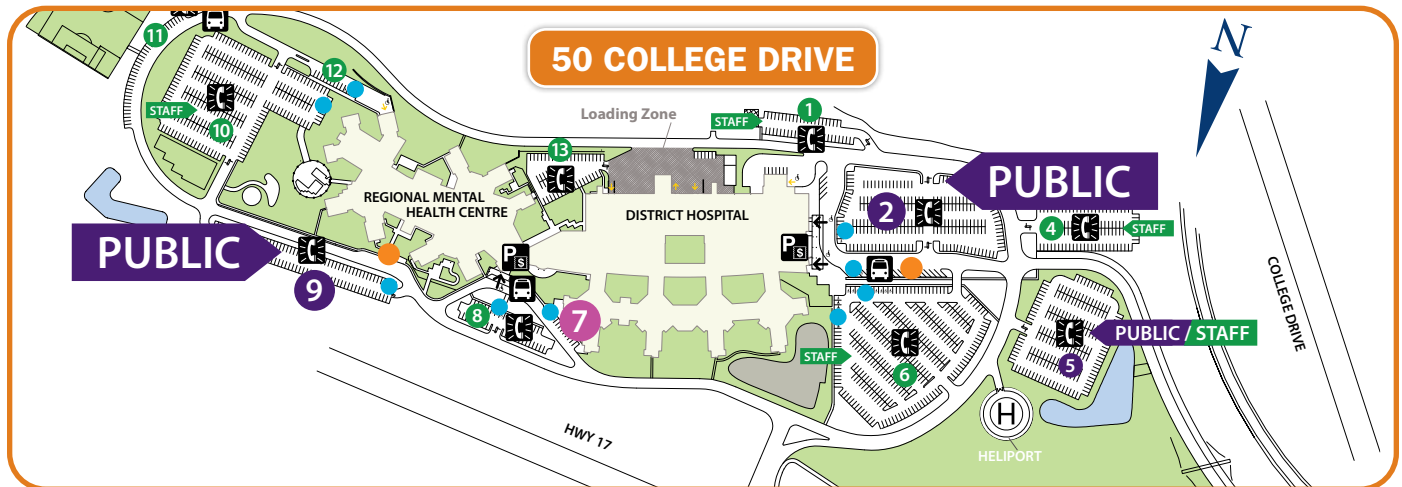 50 COLLEGE DRIVE
N
11
12
STAFF
10
Loading Zone
STAFF
1
13
PUBLIC
REGIONAL MENTAL
HEALTH CENTRE
DISTRICT HOSPITAL
2
4
STAFF
PUBLIC
9
P
$
P
$
8
7
STAFF
6
PUBLIC / STAFF
5
COLLEGE DRIVE
H
HELIPORT
HWY 17